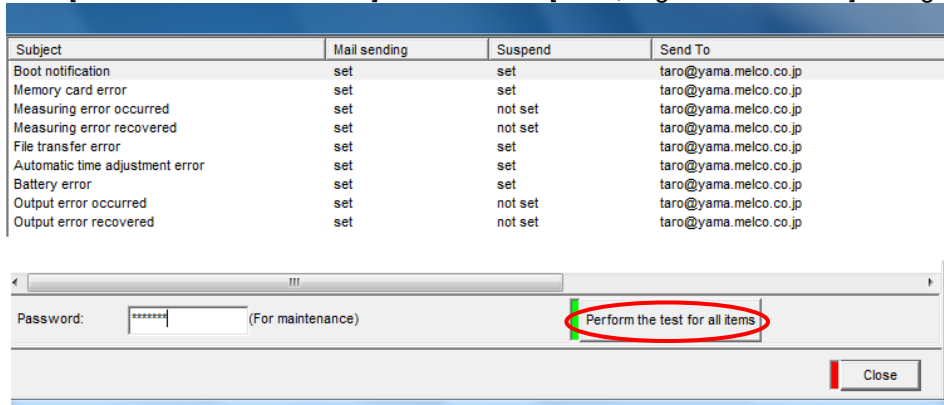 Subject Mail sending Suspend Send To
Boot notification set set taro@yama.melco.co.jp
Memory card error set set taro@yama.melco.co.jp
Measuring error occurred set not set taro@yama.melco.co.jp
Measuring error recovered set not set taro@yama.melco.co.jp
File transfer error set set taro@yama.melco.co.jp
Automatic time adjustment error set set taro@yama.melco.co.jp
Battery error set set taro@yama.melco.co.jp
Output error occurred set not set taro@yama.melco.co.jp
Output error recovered set not set taro@yama.melco.co.jp
Password: ******* (For maintenance) Perform the test for all items
Close